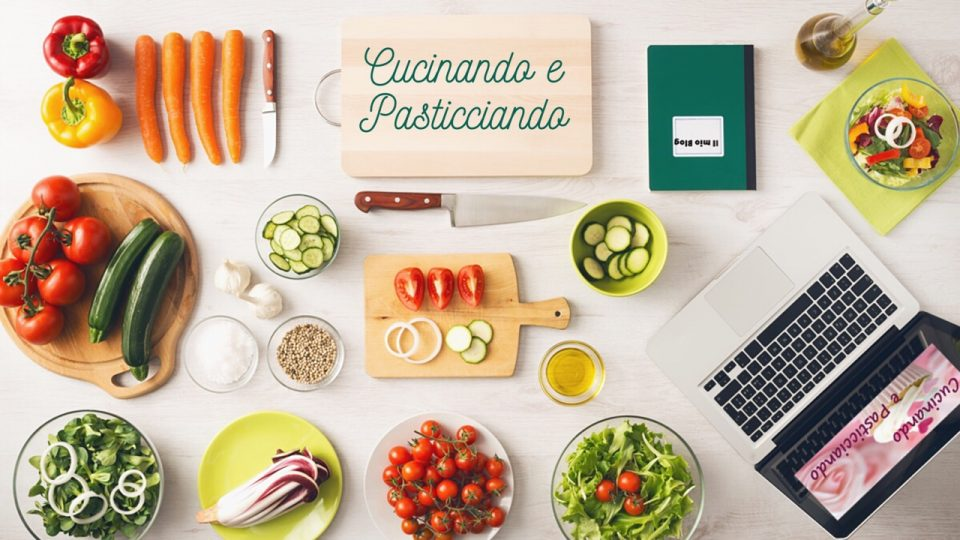 Cucinando e
Pasticciando
Il mio Blog
Cucinando
e Pasticciando